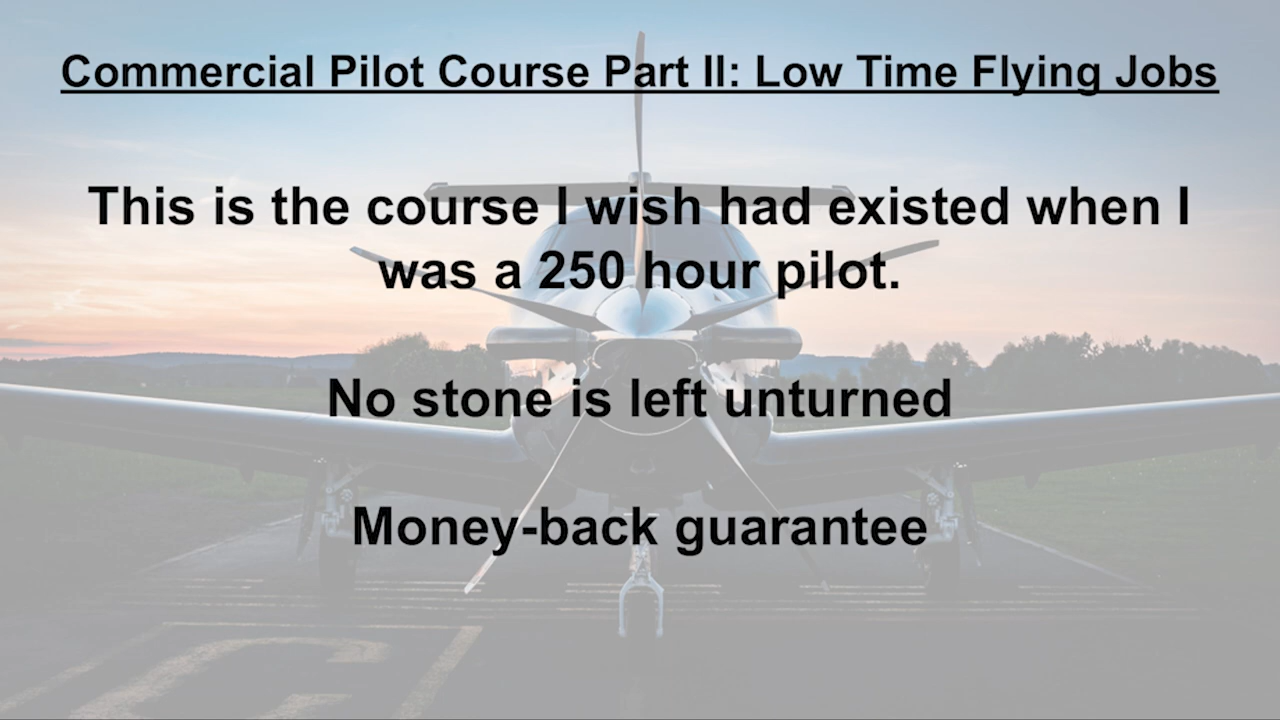 Commercial Pilot Course Part II: Low Time Flying Jobs
This is the course I wish had existed when I
was a 250 hour pilot.
No stone is left unturned
Money-back guarantee